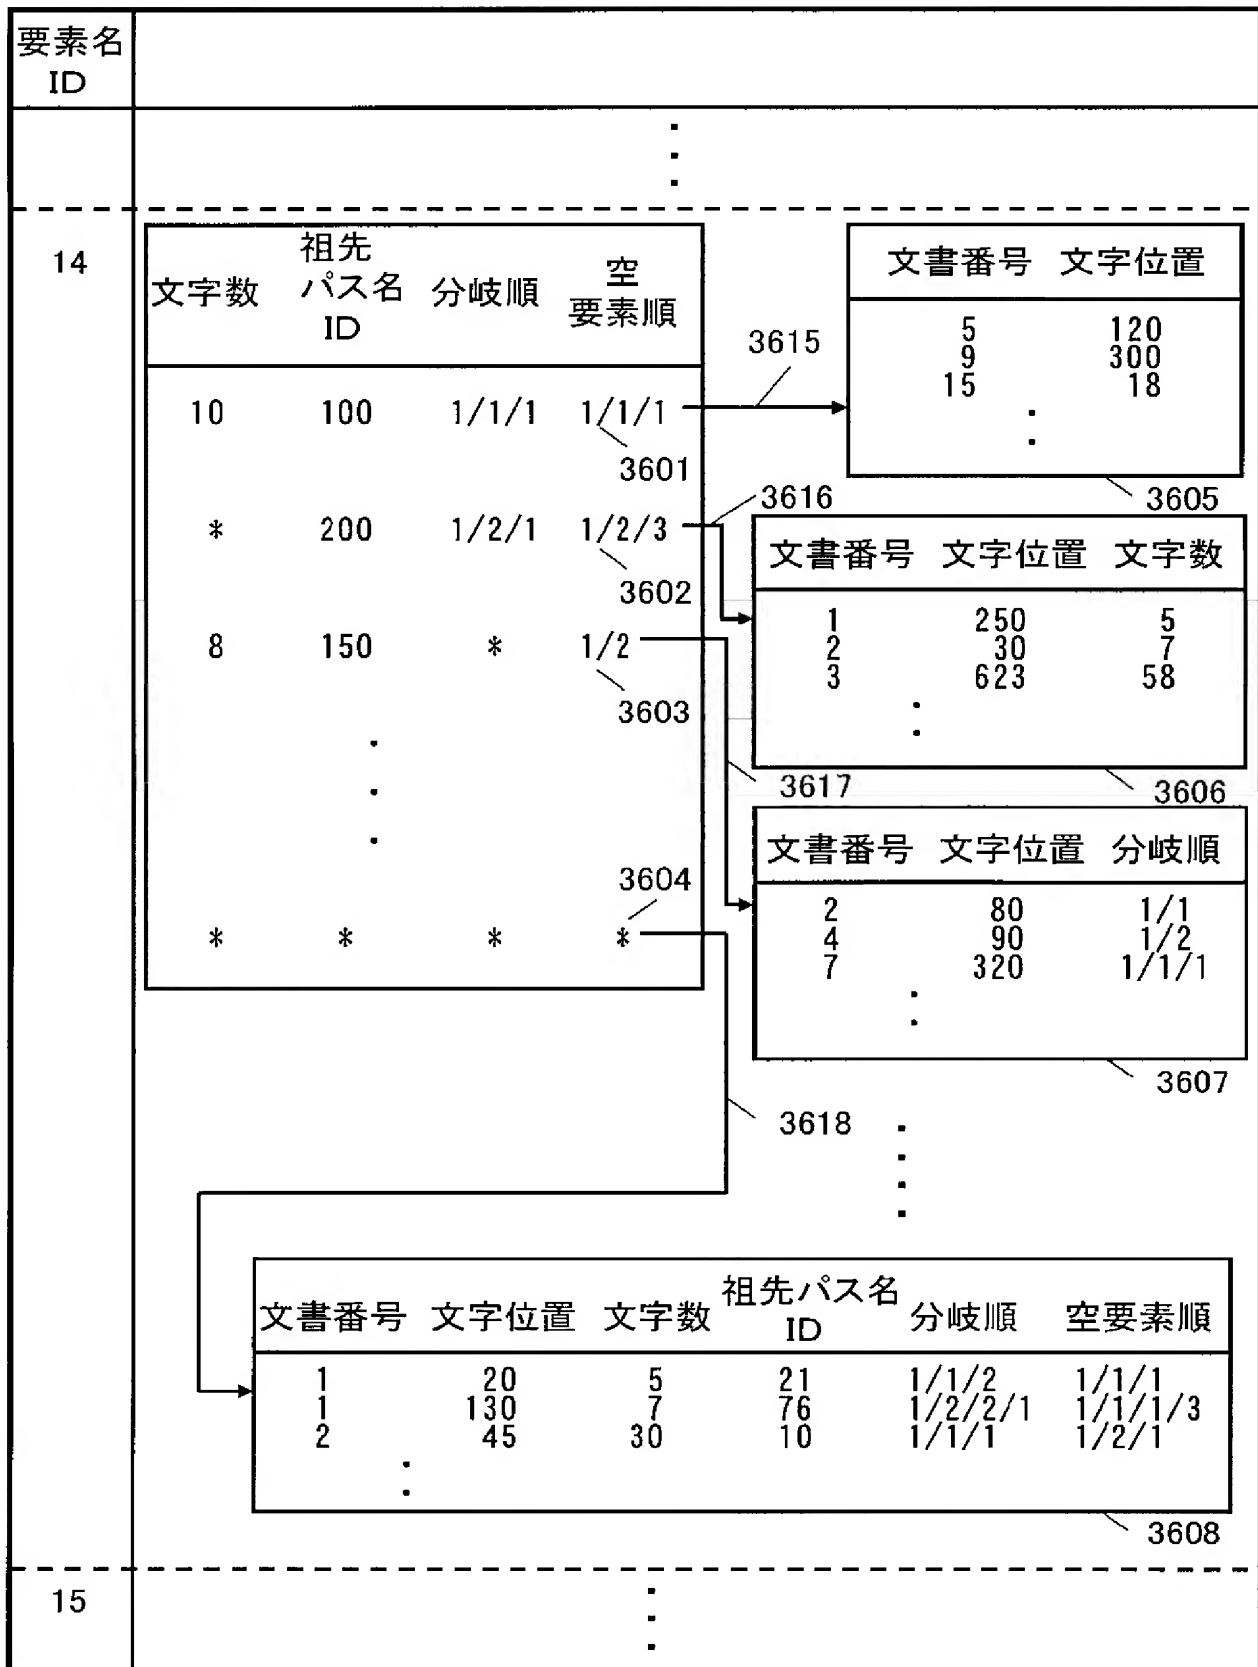 要素名
ID
14
文字数 祖先パス名ID 分岐順 空要素順
10 100 1/1/1 1/1/1
3601
* 200 1/2/1 1/2/3
3602
8 150 * 1/2
3603
3604
* * * *
3615
文書番号 文字位置
5 120
9 300
15 18
3605
3616
文書番号 文字位置 文字数
1 250 5
2 30 7
3 623 58
3606
3617
文書番号 文字位置 分岐順
2 80 1/1
4 90 1/2
7 320 1/1/1
3607
3618
文書番号 文字位置 文字数 祖先パス名ID 分岐順 空要素順
1 20 5 21 1/1/2 1/1/1
1 130 7 76 1/2/2/1 1/1/1/3
2 45 30 10 1/1/1 1/2/1
3608
15